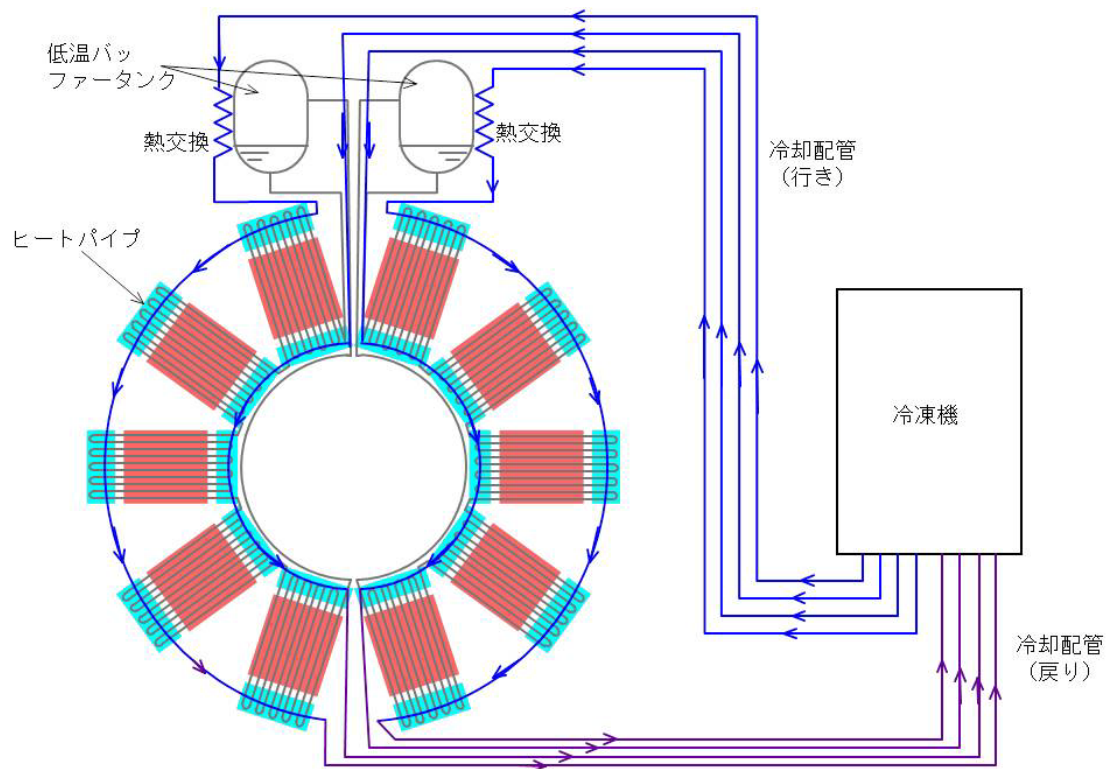 低温バッ
ファータンク
熱交換
熱交換
冷却配管
(行き)
ヒートパイプ
冷凍機
冷却配管
(戻り)